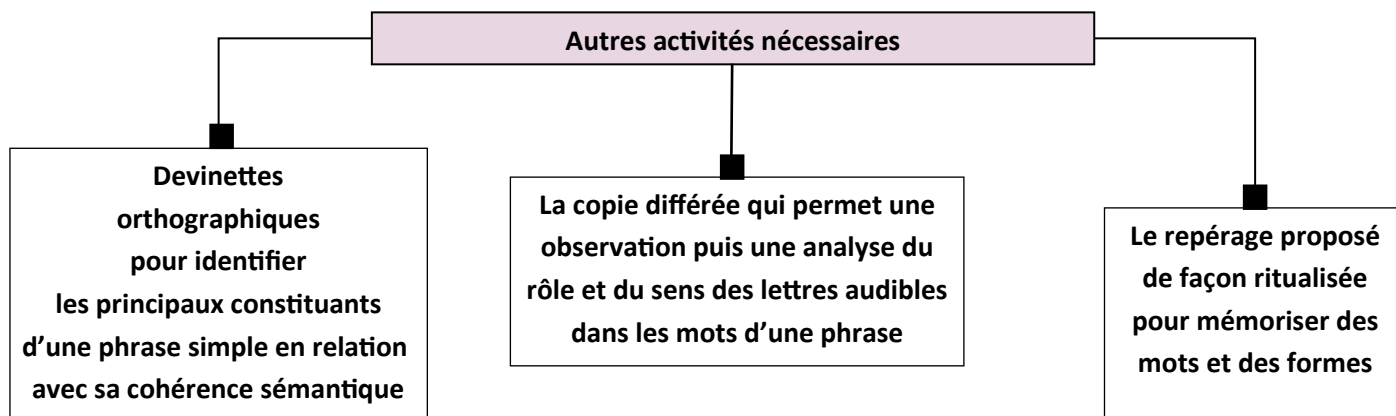 Autres activités nécessaires
Devinettes
orthographiques
pour identifier
les principaux constituants
d’une phrase simple en relation
avec sa cohérence sémantique
La copie différée qui permet une
observation puis une analyse du
rôle et du sens des lettres audibles
dans les mots d’une phrase
Le repérage proposé
de façon ritualisée
pour mémoriser des
mots et des formes